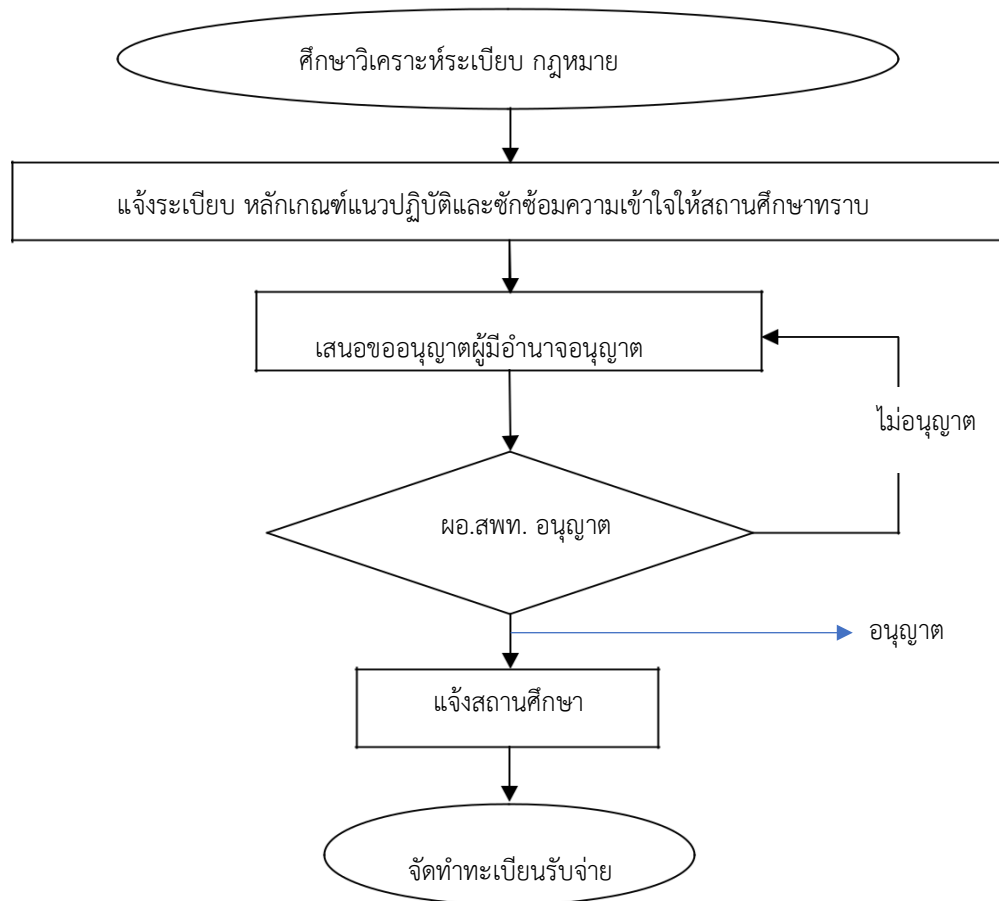 ศึกษาวิเคราะห์ระเบียบ กฎหมาย
แจ้งระเบียบ หลักเกณฑ์แนวปฏิบัติและซักซ้อมความเข้าใจให้สถานศึกษาทราบ
เสนอขออนุญาตผู้มีอำนาจอนุญาต
ไม่อนุญาต
ผอ.สพท. อนุญาต
อนุญาต
แจ้งสถานศึกษา
จัดทำทะเบียนรับจ่าย